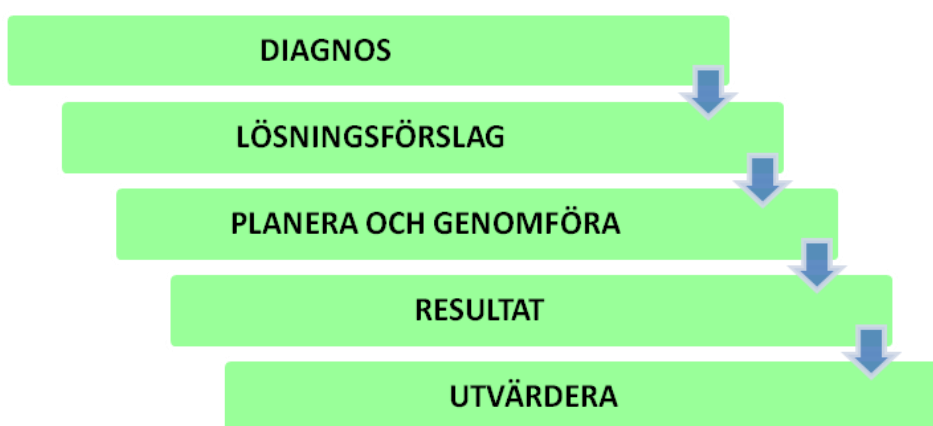 DIAGNOS
LÖSNINGSFÖRSLAG
PLANERA OCH GENOMFÖRA
RESULTAT
UTVÄRDERA